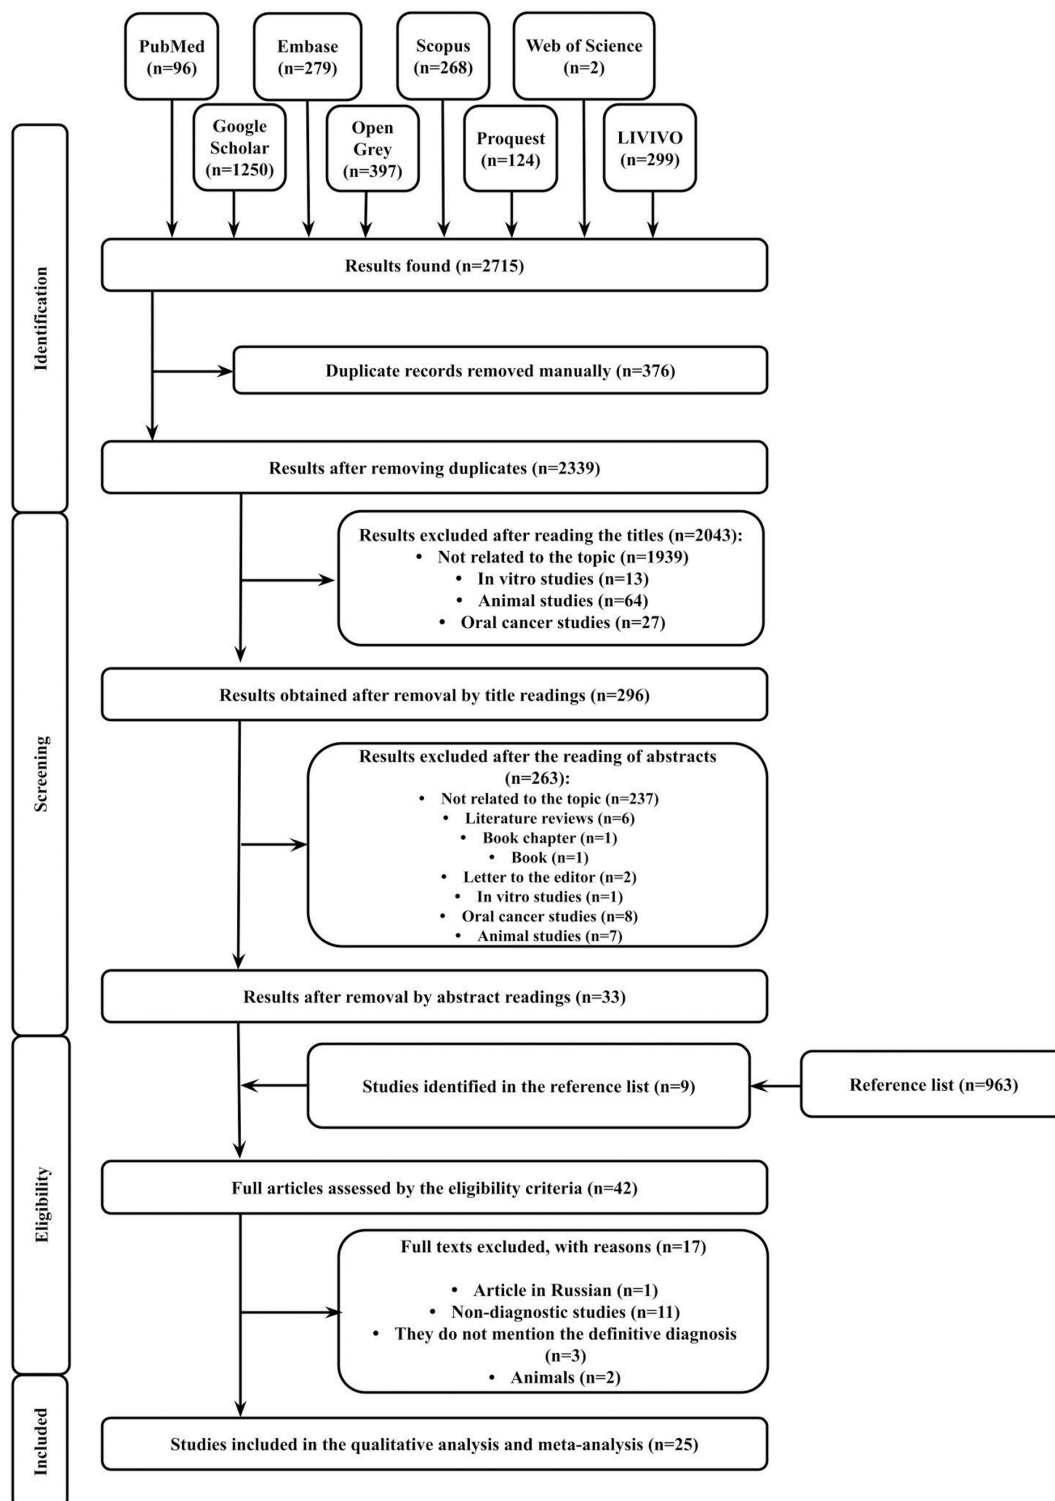 PubMed
(n=96)
Embase
(n=279)
Scopus
(n=268)
Web of Science
(n=2)
Google
Scholar
(n=1250)
Open
Grey
(n=397)
Proquest
(n=124)
LIVIVO
(n=299)
Identification
Results found (n=2715)
Duplicate records removed manually (n=376)
Results after removing duplicates (n=2339)
Screening
Results excluded after reading the titles (n=2043):
• Not related to the topic (n=1939)
• In vitro studies (n=13)
• Animal studies (n=64)
• Oral cancer studies (n=27)
Results obtained after removal by title readings (n=296)
Results excluded after the reading of abstracts
(n=263):
• Not related to the topic (n=237)
• Literature reviews (n=6)
• Book chapter (n=1)
• Book (n=1)
• Letter to the editor (n=2)
• In vitro studies (n=1)
• Oral cancer studies (n=8)
• Animal studies (n=7)
Results after removal by abstract readings (n=33)
Eligibility
Studies identified in the reference list (n=9)
Reference list (n=963)
Full articles assessed by the eligibility criteria (n=42)
Full texts excluded, with reasons (n=17)
• Article in Russian (n=1)
• Non-diagnostic studies (n=11)
• They do not mention the definitive diagnosis
(n=3)
• Animals (n=2)
Included
Studies included in the qualitative analysis and meta-analysis (n=25)